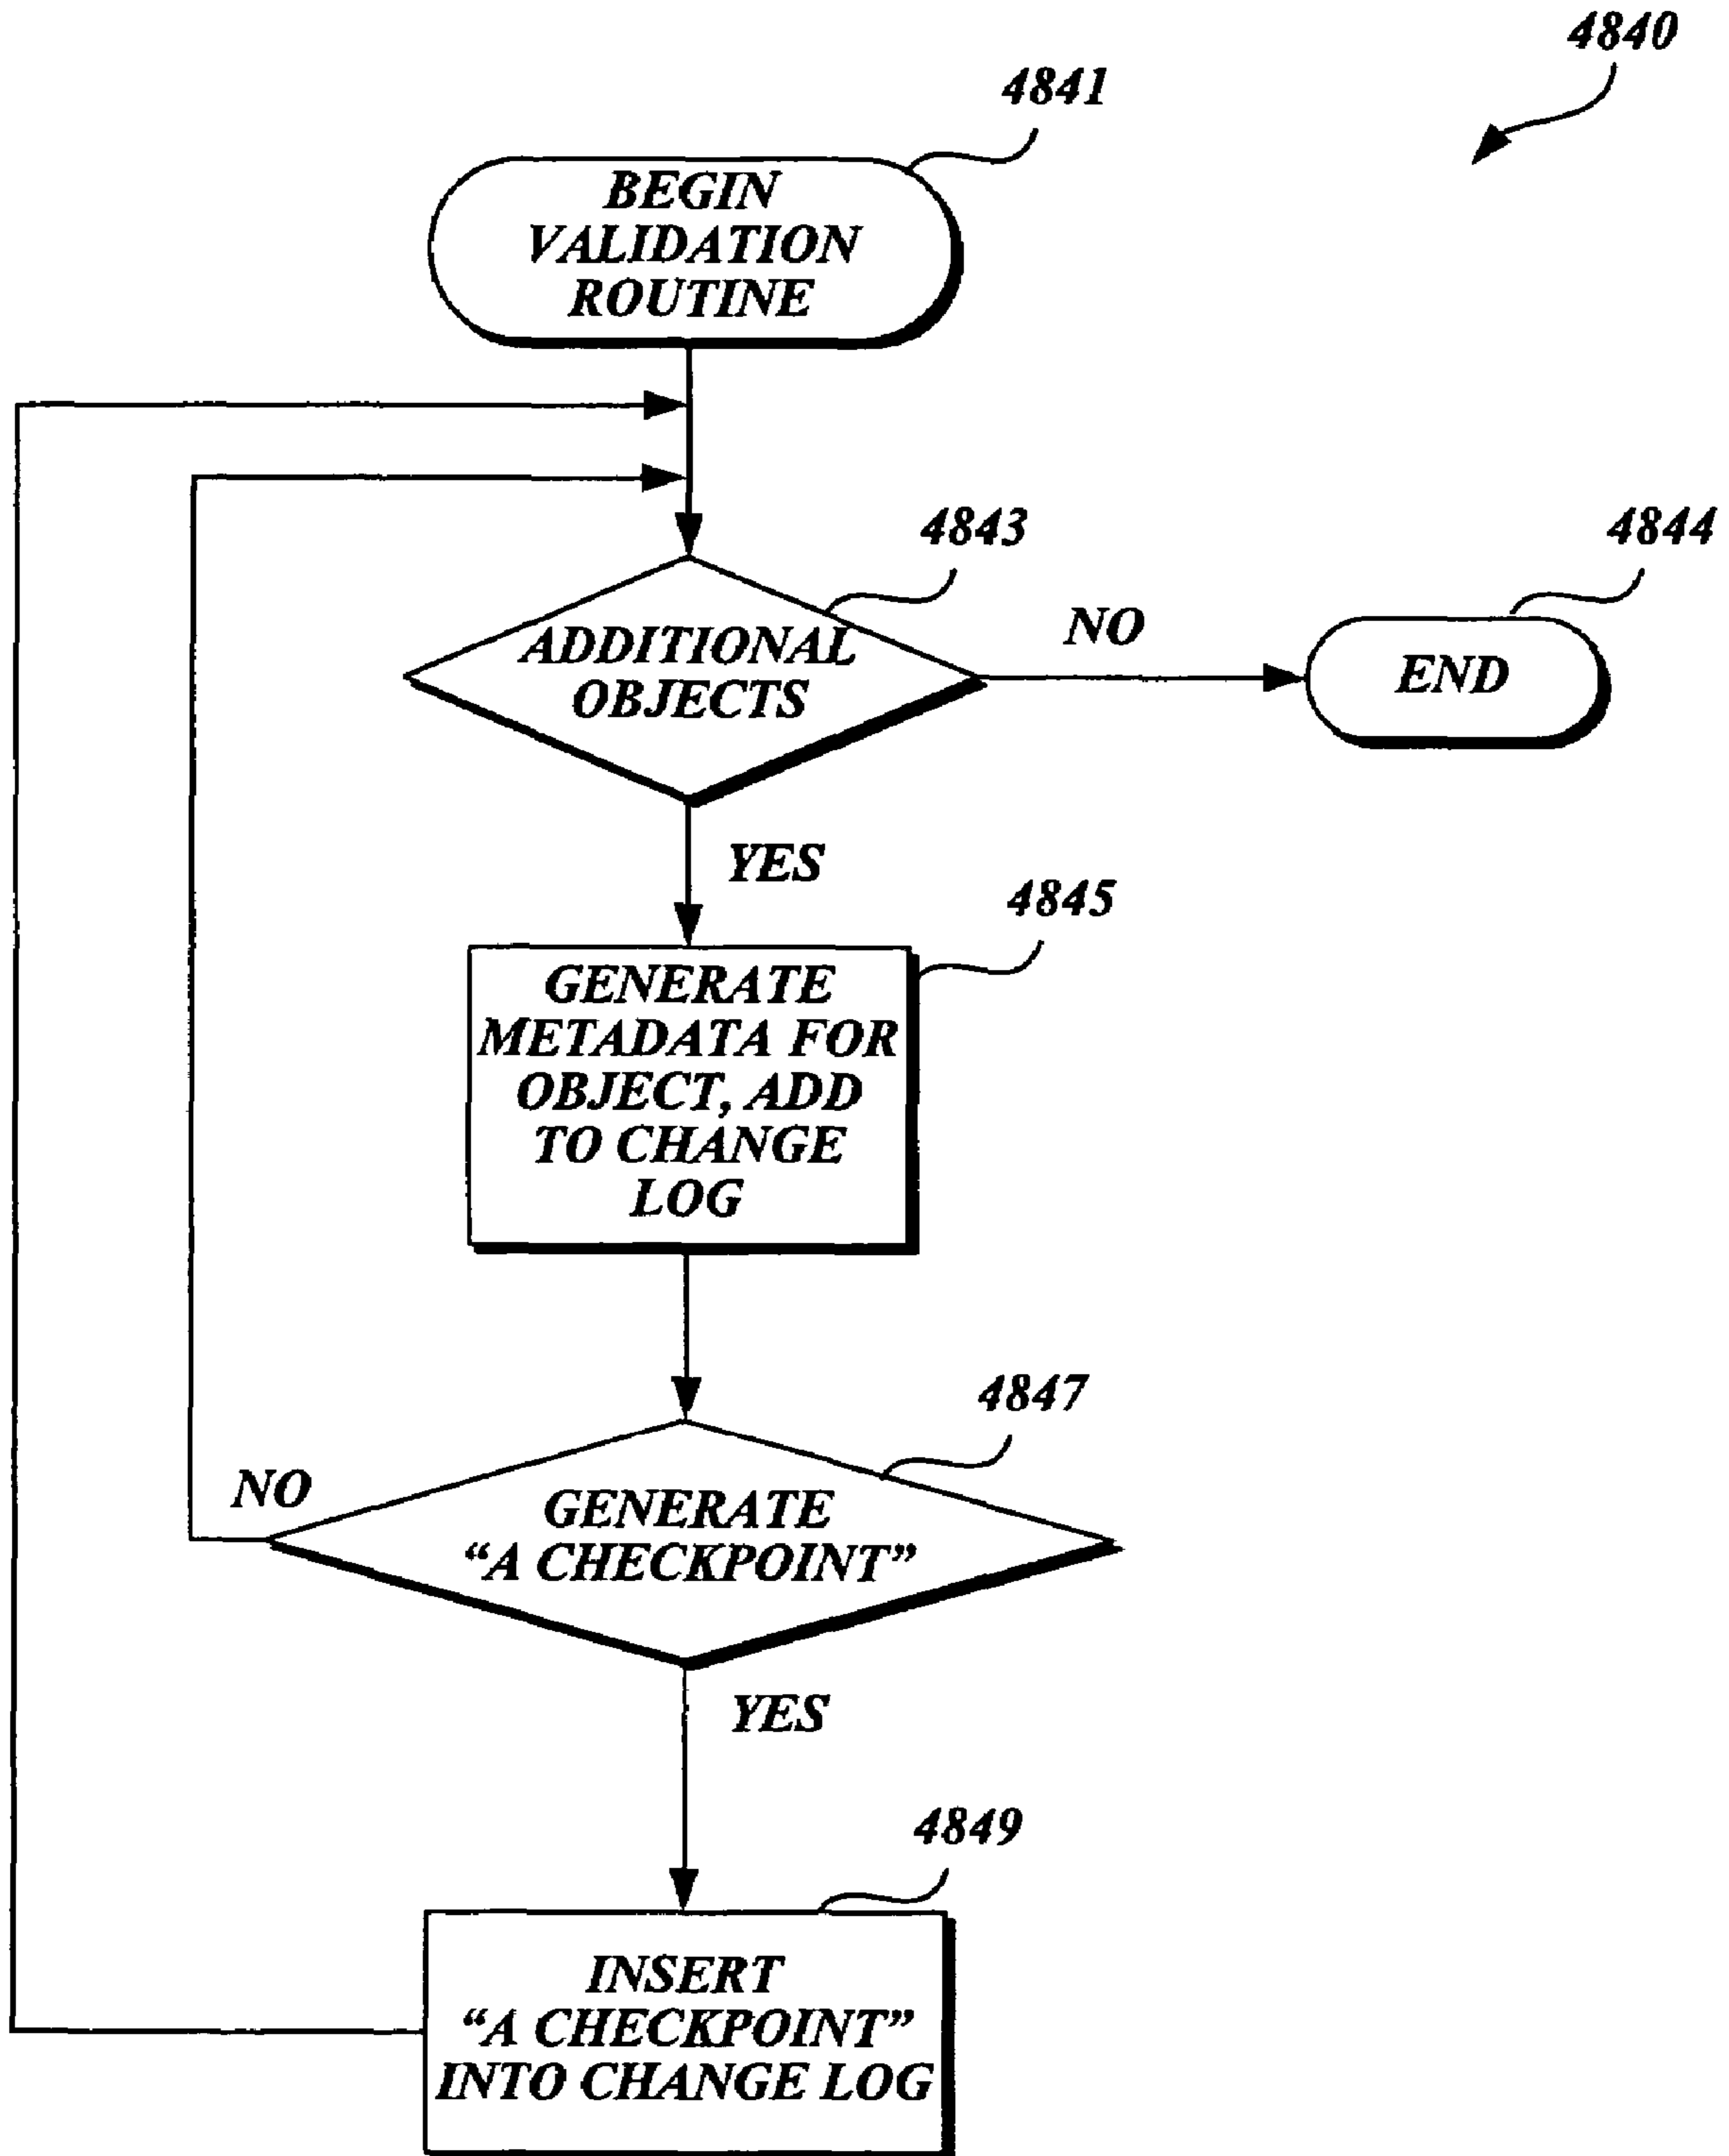 4840
4841
BEGIN
VALIDATION
ROUTINE
4843
ADDITIONAL
OBJECTS
NO
4844
END
YES
4845
GENERATE
METADATA FOR
OBJECT, ADD
TO CHANGE
LOG
4847
NO
GENERATE
“A CHECKPOINT”
YES
4849
INSERT
“A CHECKPOINT”
INTO CHANGE LOG